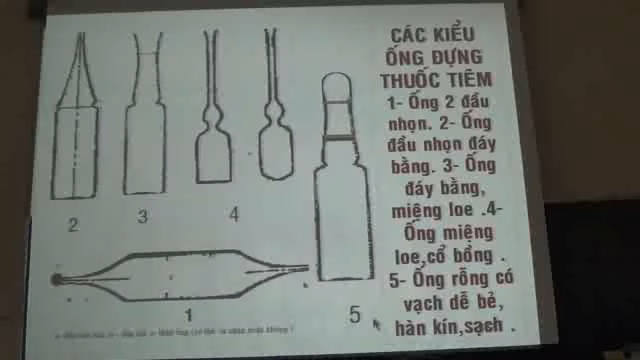 CÁC KIỂU
ỐNG ĐỰNG
THUỐC TIÊM
1- Ống 2 đầu
nhọn. 2- Ống
đầu nhọn đáy
bằng. 3- Ống
đáy bằng,
miệng loe .4-
Ống miệng
loe,cổ bồng .
5- Ống rỗng có
vạch dễ bẻ,
hàn kín,sạch .
2
3
4
1
5